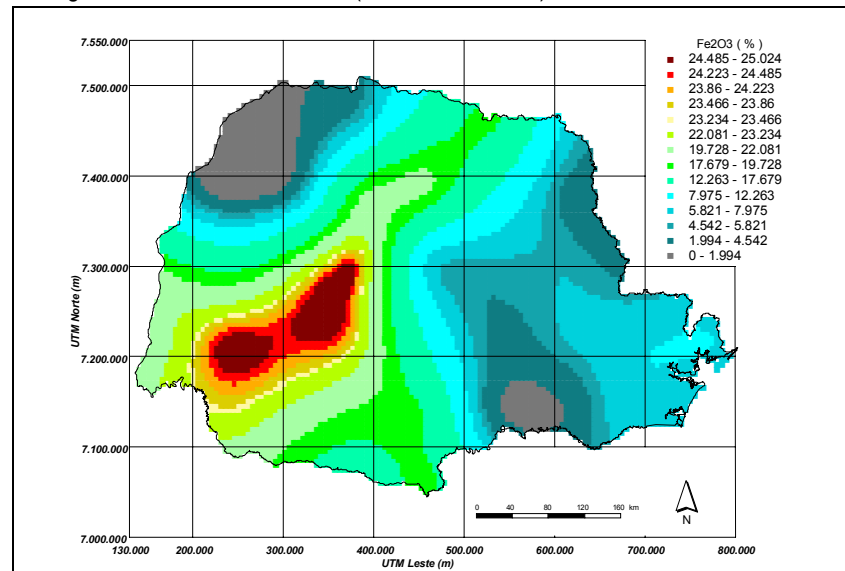 7.550.000
Fe2O3 ( % )
24.485 - 25.024
24.223 - 24.485
23.86 - 24.223
23.466 - 23.86
23.234 - 23.466
22.081 - 23.234
19.728 - 22.081
17.679 - 19.728
12.263 - 17.679
7.975 - 12.263
5.821 - 7.975
4.542 - 5.821
1.994 - 4.542
0 - 1.994
7.500.000
7.400.000
7.300.000
UTM Norte (m)
7.200.000
7.100.000
0 40 80 120 160 km
N
7.000.000
130.000 200.000 300.000 400.000 500.000 600.000 700.000 800.000
UTM Leste (m)